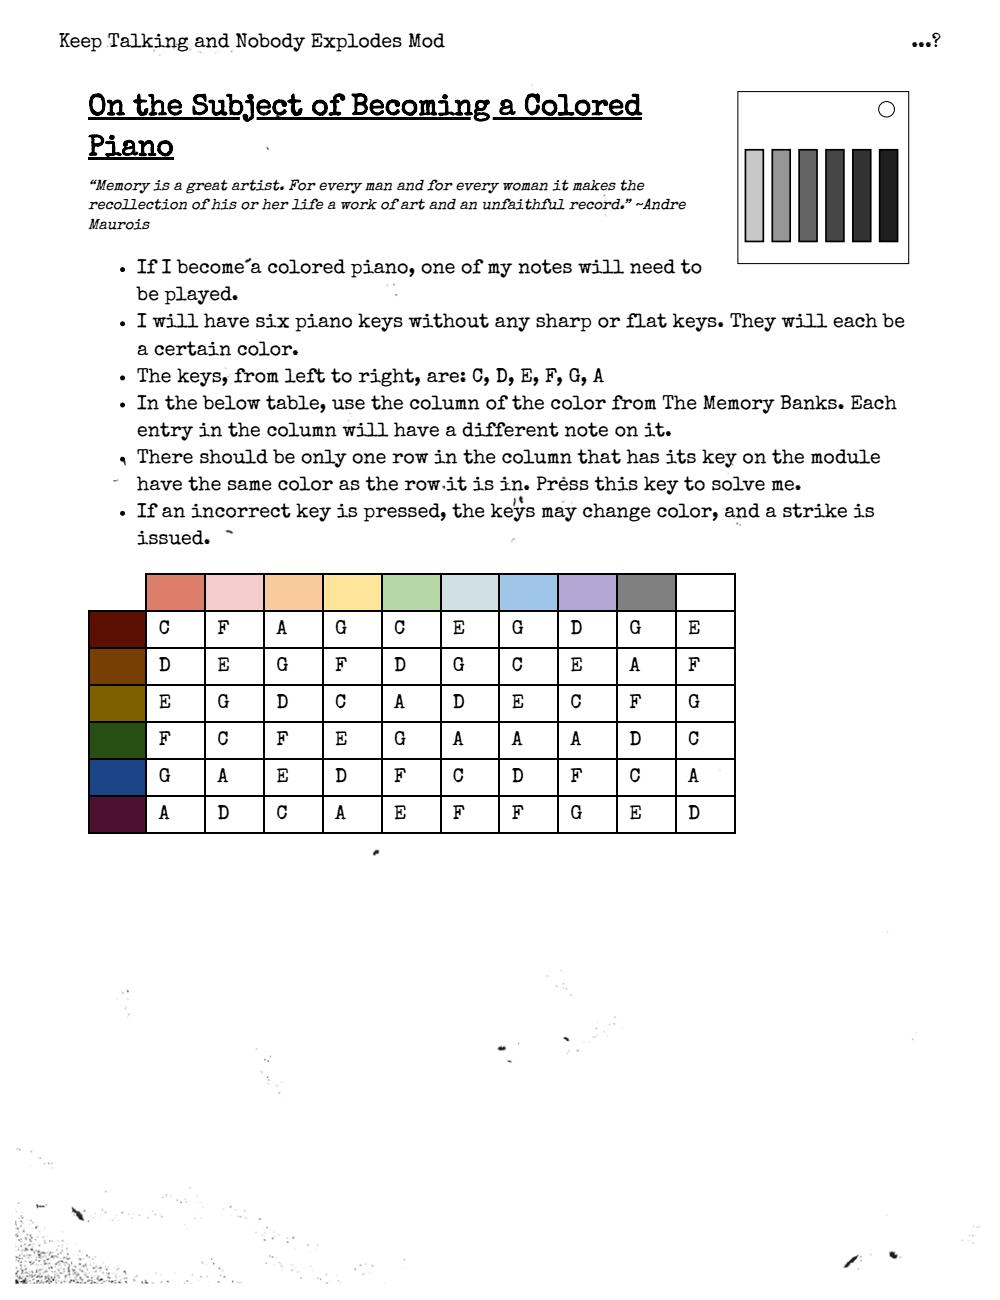 Keep Talking and Nobody Explodes Mod
...?
On the Subject of Becoming a Colored
Piano
“Memory is a great artist. For every man and for every woman it makes the
recollection of his or her life a work of art and an unfaithful record.” ~Andre
Maurois
• If I become a colored piano, one of my notes will need to
be played.
• I will have six piano keys without any sharp or flat keys. They will each be
a certain color.
• The keys, from left to right, are: C, D, E, F, G, A
• In the below table, use the column of the color from The Memory Banks. Each
entry in the column will have a different note on it.
• There should be only one row in the column that has its key on the module
have the same color as the row it is in. Press this key to solve me.
• If an incorrect key is pressed, the keys may change color, and a strike is
issued.
C F A G C E G D G E
D E G F D G C E A F
E G D C A D E C F G
F C F E G A A A D C
G A E D F C D F C A
A D C A E F F G E D